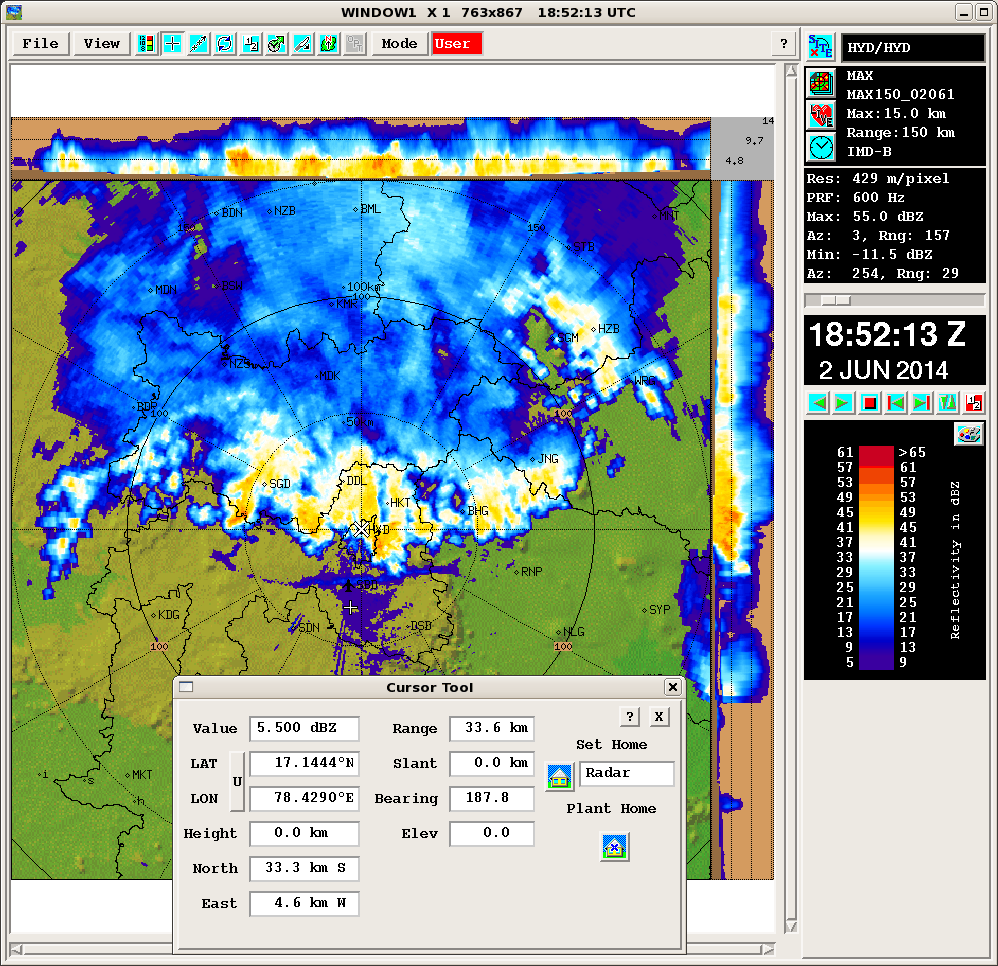 WINDOW1 X 1 763x867 18:52:13 UTC
File View Mode User ?
HYD/HYD
MAX
MAX150_02061
Max:15.0 km
Range:150 km
IMD-B
Res: 429 m/pixel
PRF: 600 Hz
Max: 55.0 dBZ
Az: 3, Rng: 157
Min: -11.5 dBZ
Az: 254, Rng: 29
18:52:13 Z
2 JUN 2014
61 >65
57 61
53 57
49 53
45 49
41 45
37 41
33 37
29 33
25 29
21 25
17 21
13 17
9 13
5 9
Reflectivity in dBZ
14
9.7
4.8
BDN NZB BML MNT
150
MDN
100km
100
HZB
NZS
MDK
WRG
BDP
100
100
50km
JNG
SGD
DDL
HKT
BHG
RNP
KDG
SYP
SDN
DSB
NLG
100
100
i
MKT
s
h
Cursor Tool
Value 5.500 dBZ Range 33.6 km ? X
Set Home
LAT 17.1444°N Slant 0.0 km
U
Radar
LON 78.4290°E Bearing 187.8
Plant Home
Height 0.0 km Elev 0.0
North 33.3 km S
East 4.6 km W